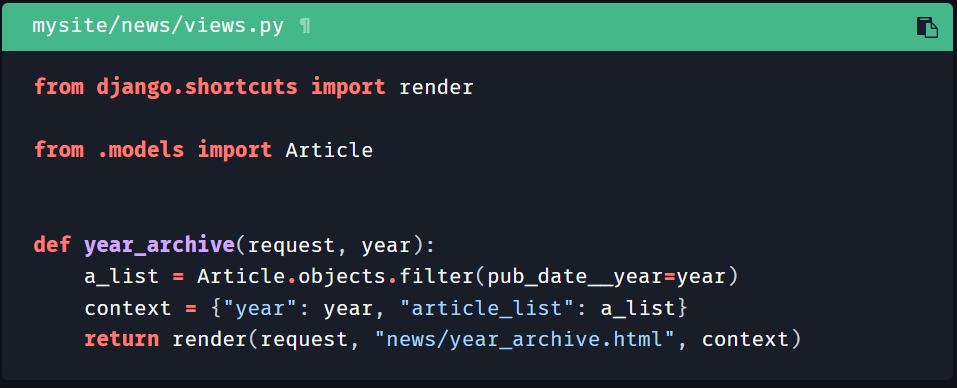 mysite/news/views.py ¶
from django.shortcuts import render
from .models import Article
def year_archive(request, year):
    a_list = Article.objects.filter(pub_date__year=year)
    context = {"year": year, "article_list": a_list}
    return render(request, "news/year_archive.html", context)